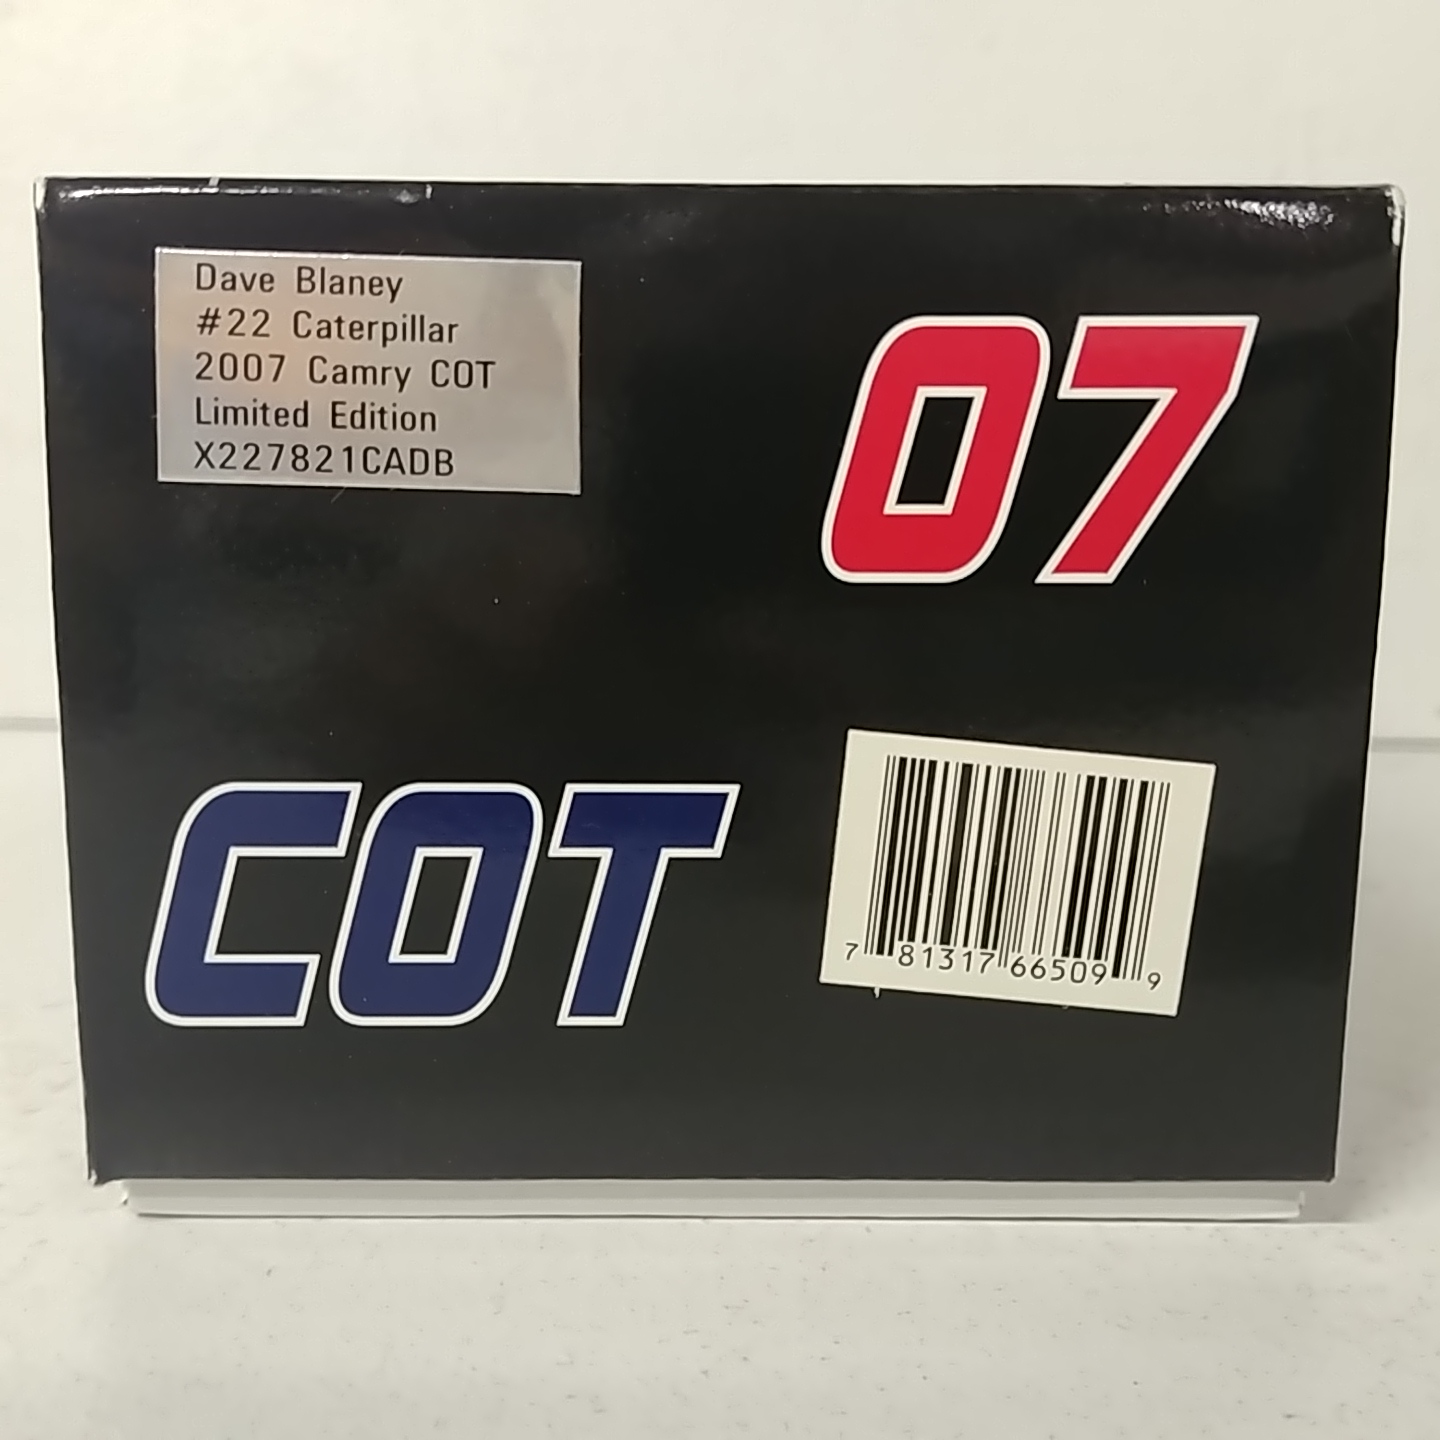 Dave Blaney
#22 Caterpillar
2007 Camry COT
Limited Edition
X227821CADB
07
COT
7 81317 66509 9